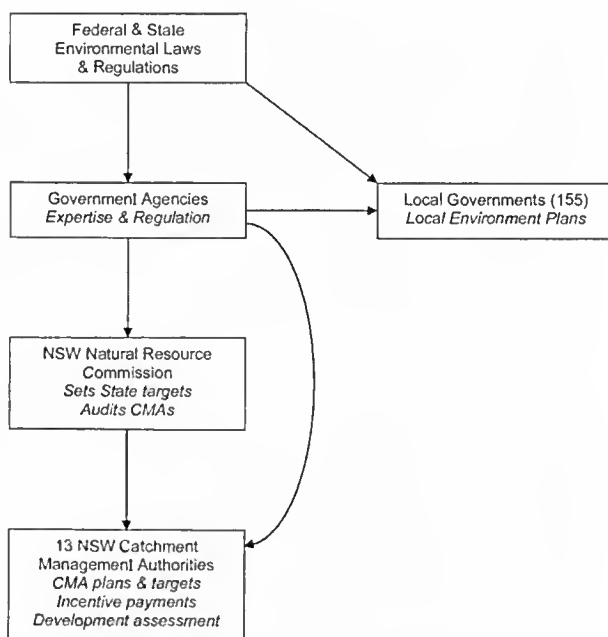 Federal & State
Environmental Laws
& Regulations
Government Agencies
Expertise & Regulation
Local Governments (155)
Local Environment Plans
NSW Natural Resource
Commission
Sets State targets
Audits CMAs
13 NSW Catchment
Management Authorities
CMA plans & targets
Incentive payments
Development assessment